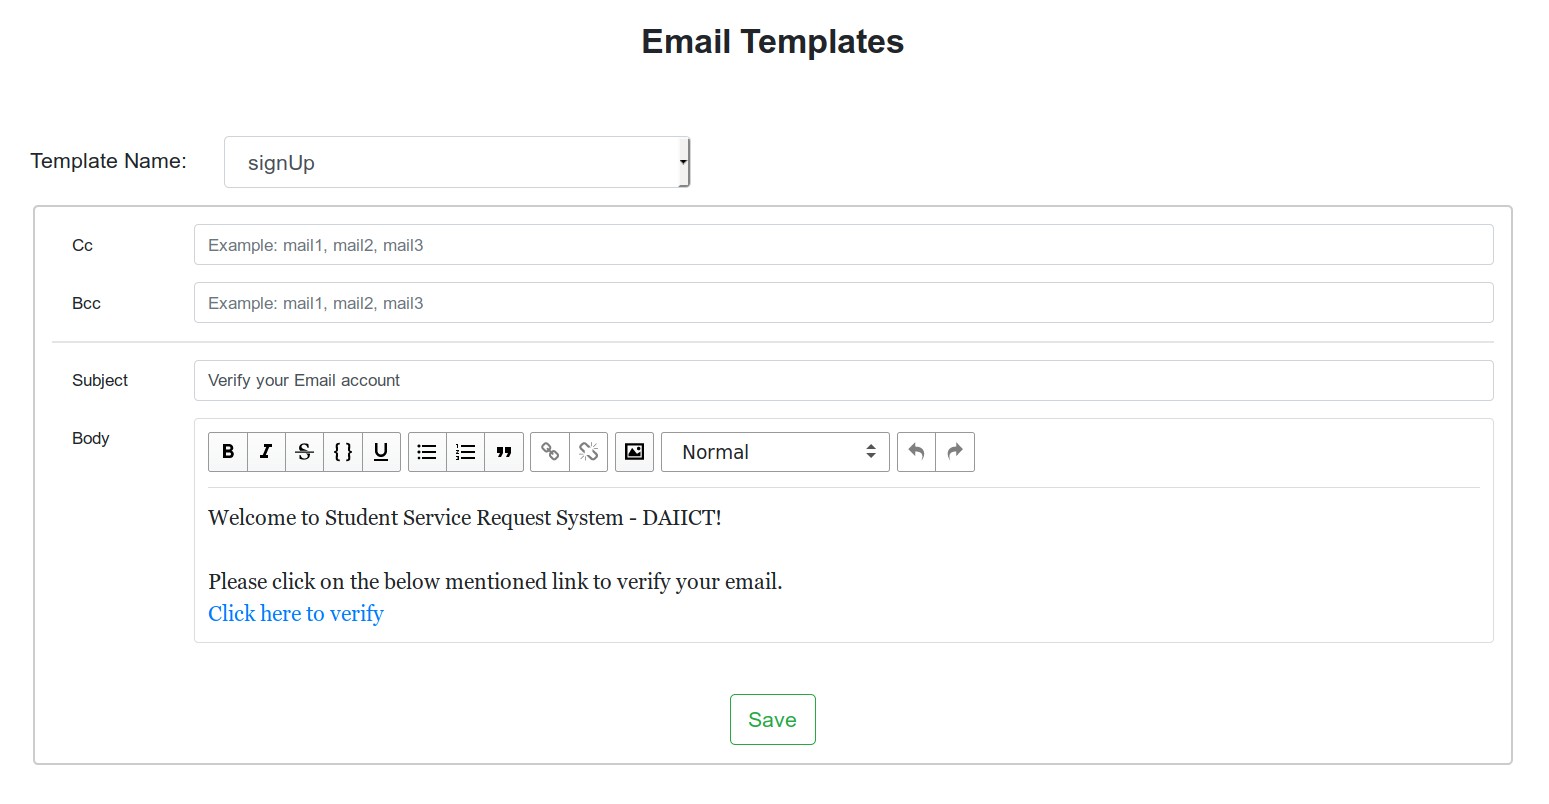 Email Templates
Template Name: signUp
Cc Example: mail1, mail2, mail3
Bcc Example: mail1, mail2, mail3
Subject Verify your Email account
Body
B I S {} U Normal
Welcome to Student Service Request System - DAIICT!
Please click on the below mentioned link to verify your email.
Click here to verify
Save